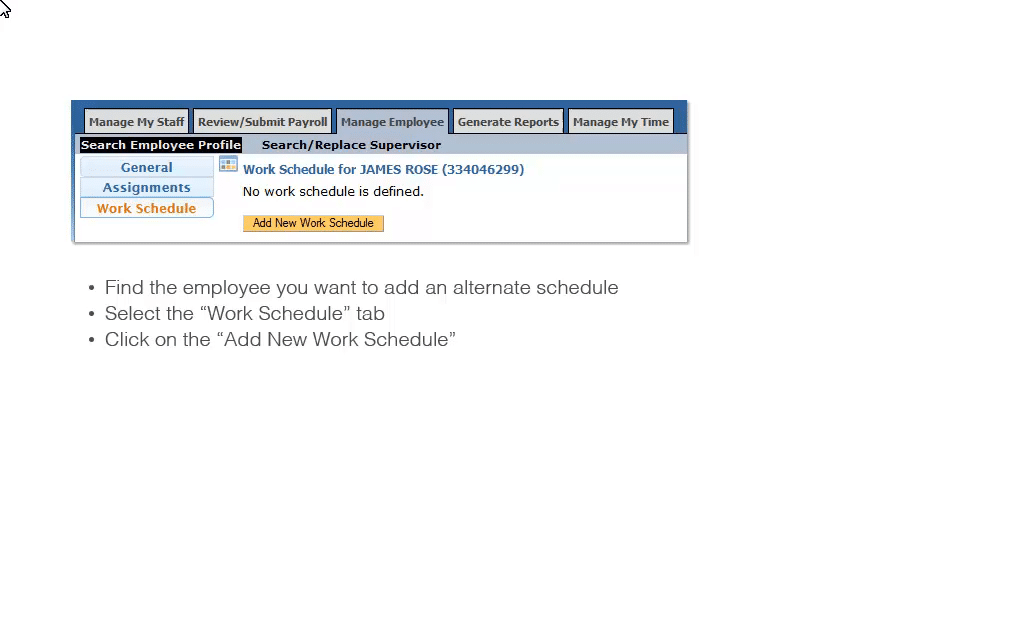 Manage My Staff Review/Submit Payroll Manage Employee Generate Reports Manage My Time
Search Employee Profile Search/Replace Supervisor
General
Assignments
Work Schedule
Work Schedule for JAMES ROSE (334046299)
No work schedule is defined.
Add New Work Schedule
• Find the employee you want to add an alternate schedule
• Select the “Work Schedule” tab
• Click on the “Add New Work Schedule”